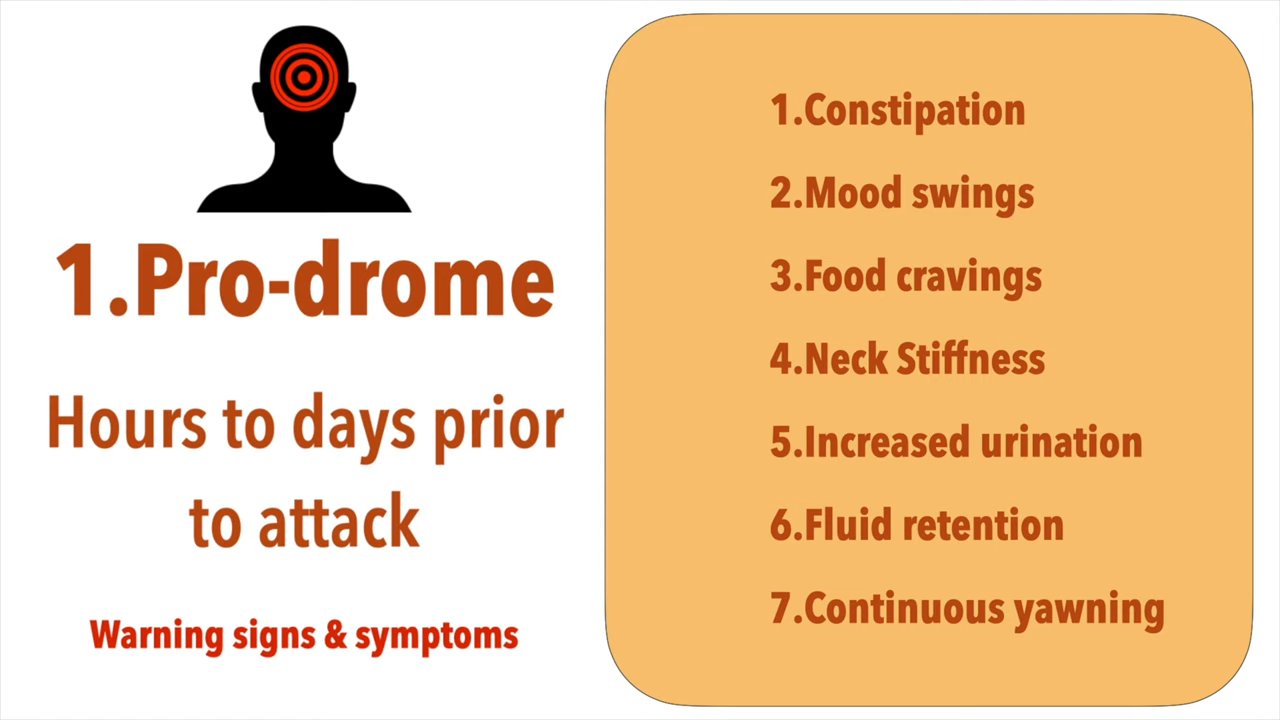 1.Pro-drome
Hours to days prior
to attack
Warning signs & symptoms
1.Constipation
2.Mood swings
3.Food cravings
4.Neck Stiffness
5.Increased urination
6.Fluid retention
7.Continuous yawning